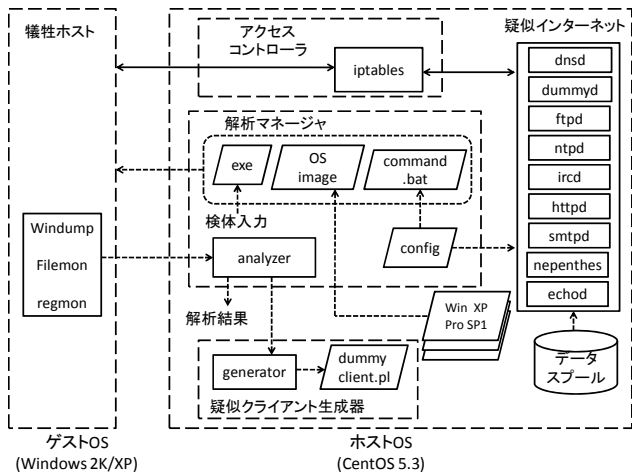 犠牲ホスト
アクセス
コントローラ
iptables
疑似インターネット
dnsd
dummyd
ftpd
ntpd
ircd
httpd
smtpd
nepenthes
echod
データ
スプール
解析マネージャ
exe
OS
image
command
.bat
検体入力
config
analyzer
Windump
Filemon
regmon
解析結果
Win XP
Pro SP1
generator
dummy
client.pl
疑似クライアント生成器
ゲストOS
(Windows 2K/XP)
ホストOS
(CentOS 5.3)